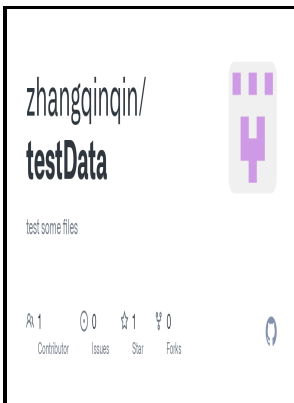 zhangqinqin/
testData
test some files
1 0 1 0
Contributor Issues Star Forks